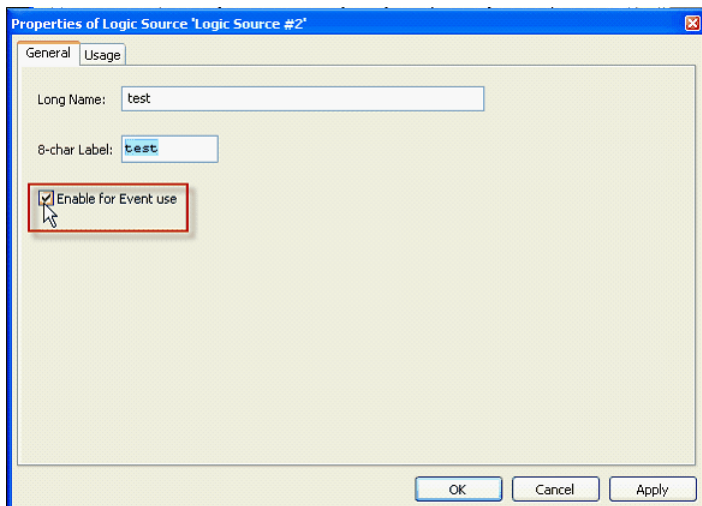 Properties of Logic Source 'Logic Source #2'
General Usage
Long Name: test
8-char Label: test
Enable for Event use
OK Cancel Apply